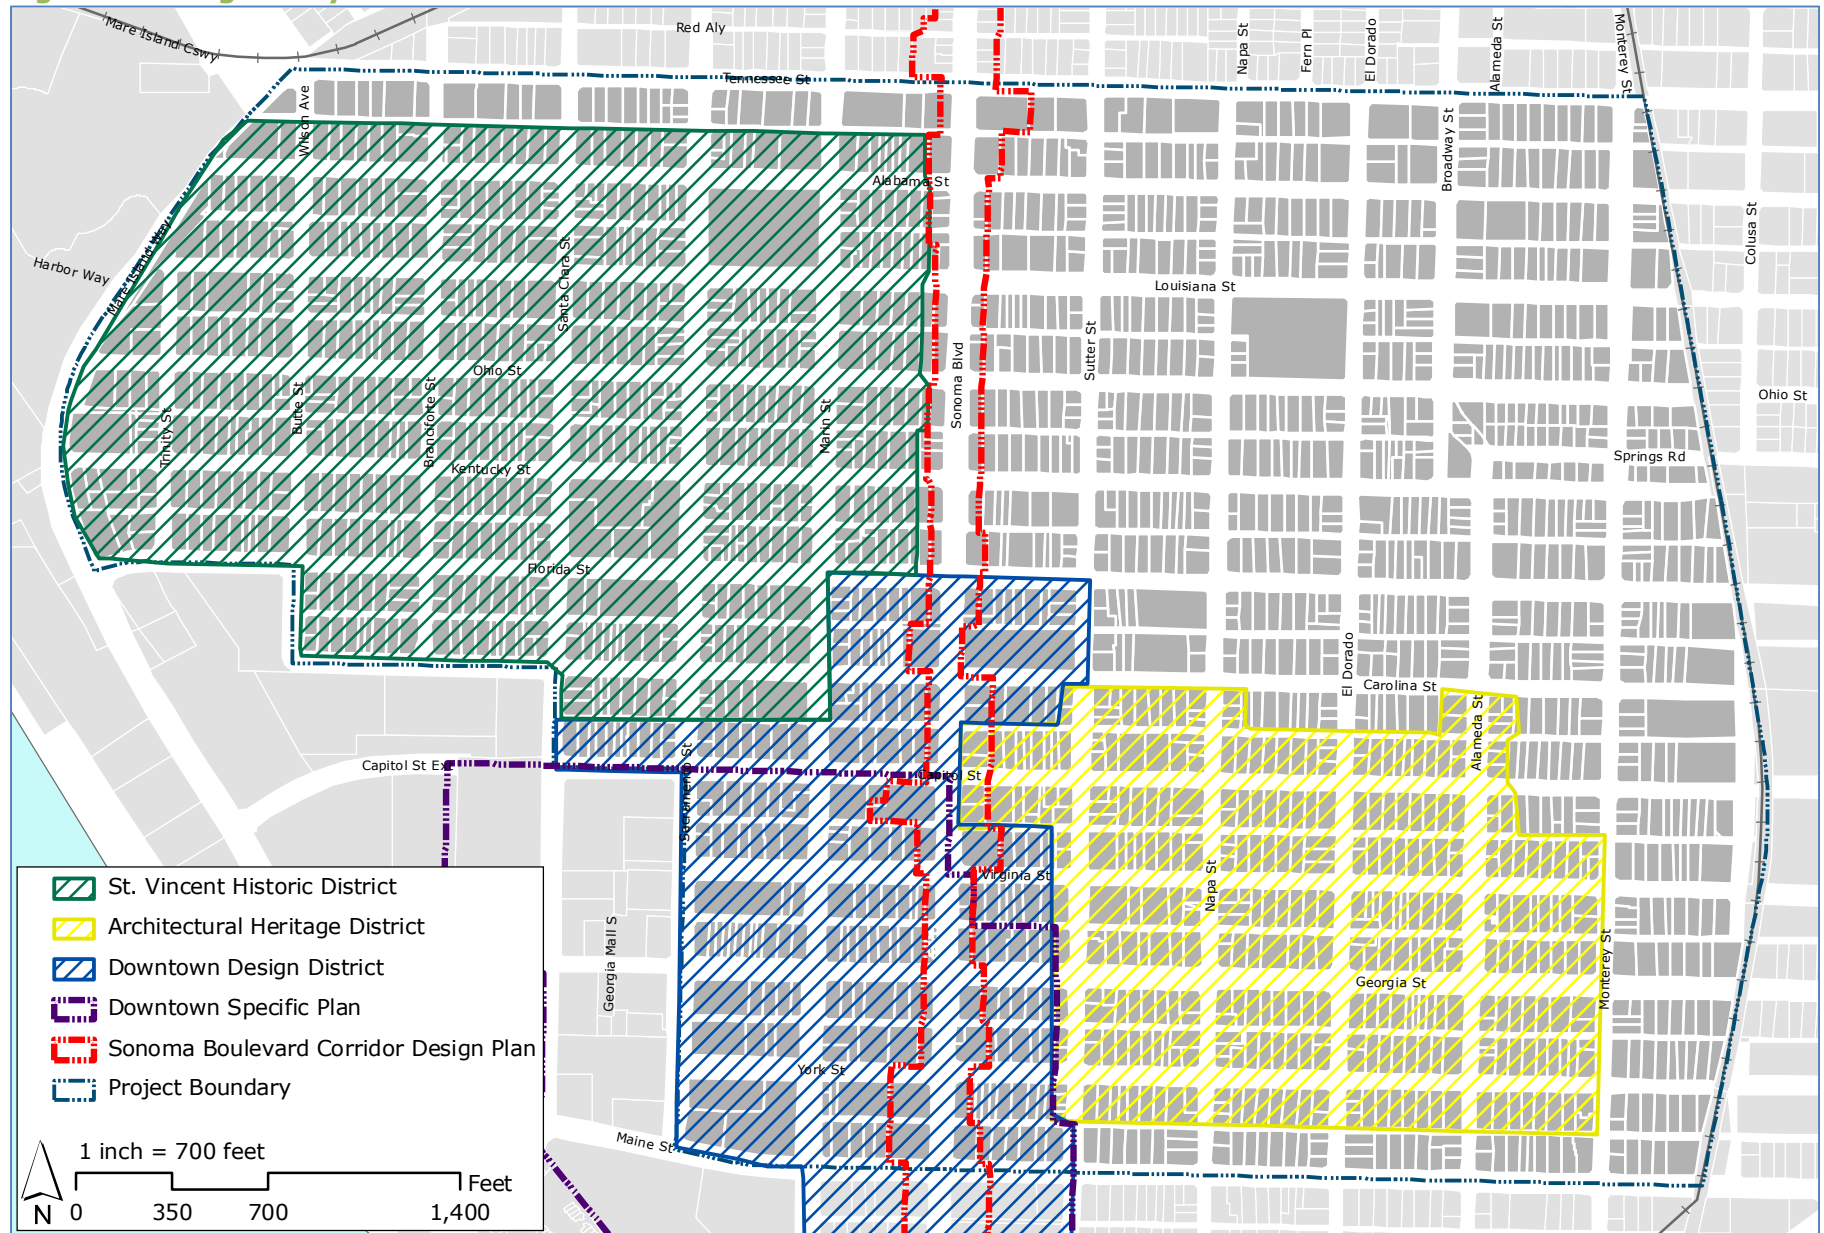 Mare Island Cswy
Red Aly
Napa St
Fern Pl
El Dorado
Alameda St
Monterey St
Tennessee St
Wilson Ave
Broadway St
Alabama St
Colusa St
Mare Island Way
Harbor Way
Santa Clara St
Louisiana St
Sutter St
Sonoma Blvd
Ohio St
Ohio St
Trinity St
Butte St
Branciforte St
Marin St
Kentucky St
Springs Rd
Florida St
El Dorado
Carolina St
Alameda St
Capitol St Ex
Sacramento St
Capitol St
Virginia St
Napa St
Georgia Mall S
Georgia St
Monterey St
York St
Maine St
St. Vincent Historic District
Architectural Heritage District
Downtown Design District
Downtown Specific Plan
Sonoma Boulevard Corridor Design Plan
Project Boundary
1 inch = 700 feet
Feet
N 0 350 700 1,400